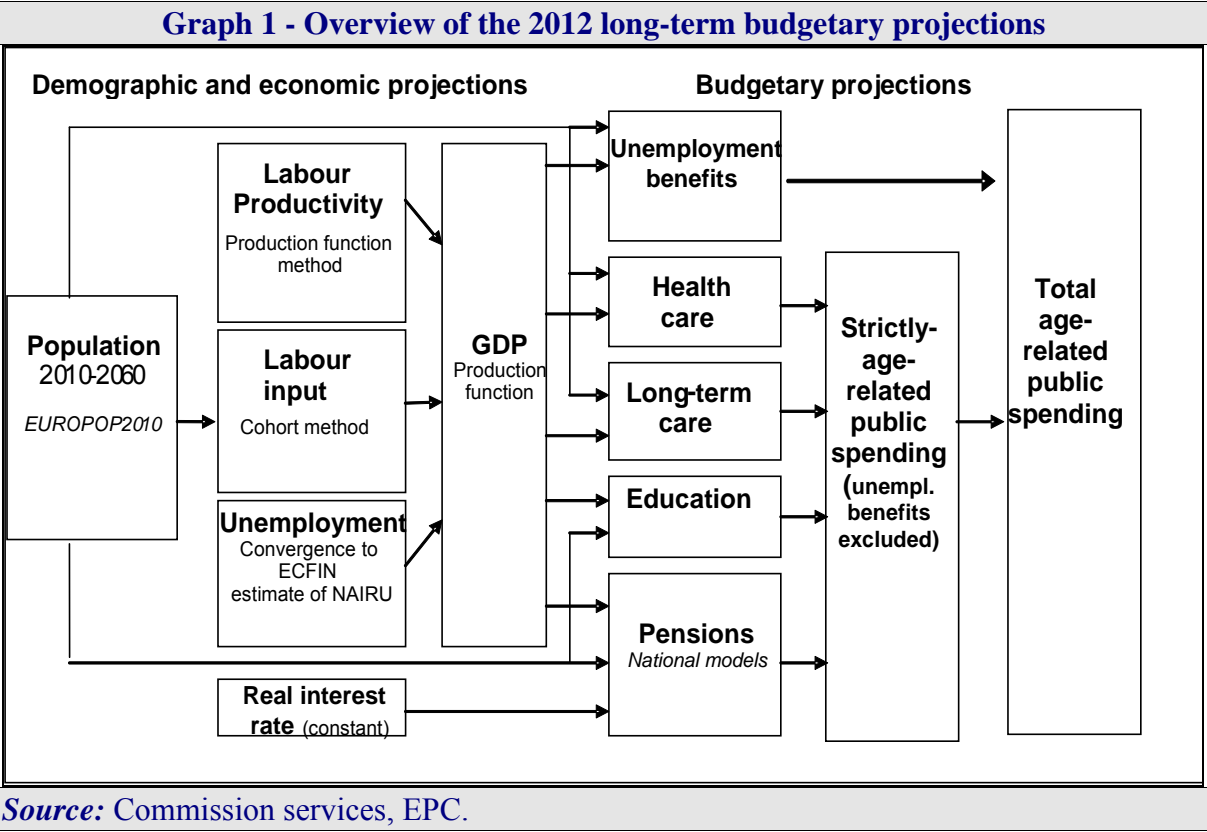 Graph 1 - Overview of the 2012 long-term budgetary projections
Demographic and economic projections
Budgetary projections
Population
2010-2060
EUROPOP2010
Labour
Productivity
Production function
method
Labour
input
Cohort method
Unemployment
Convergence to
ECFIN
estimate of NAIRU
Real interest
rate (constant)
GDP
Production
function
Unemployment
benefits
Health
care
Long-term
care
Education
Pensions
National models
Strictly-
age-
related
public
spending
(unempl.
benefits
excluded)
Total
age-
related
public
spending
Source: Commission services, EPC.